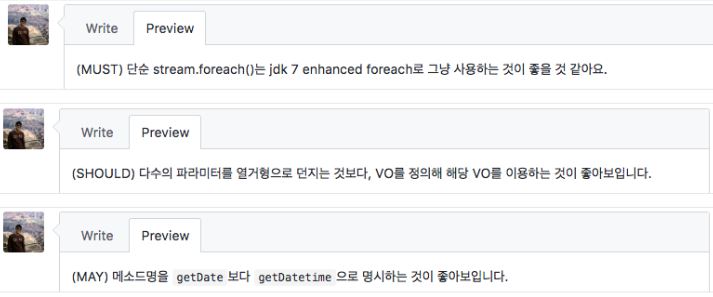 Write Preview
(MUST) 단순 stream.foreach()는 jdk 7 enhanced foreach로 그냥 사용하는 것이 좋을 것 같아요.
Write Preview
(SHOULD) 다수의 파라미터를 열거형으로 던지는 것보다, VO를 정의해 해당 VO를 이용하는 것이 좋아보입니다.
Write Preview
(MAY) 메소드명을 getDate 보다 getDatetime 으로 명시하는 것이 좋아보입니다.